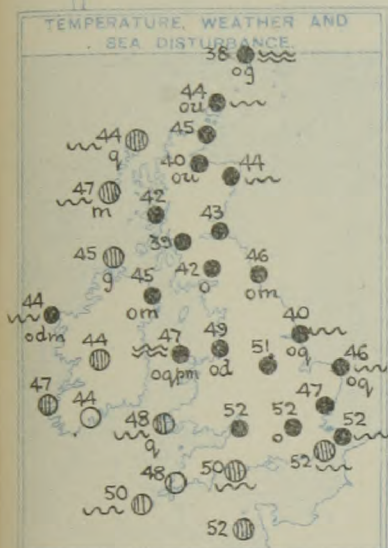 TEMPERATURE, WEATHER AND
SEA DISTURBANCE.
38
og
44
ou
45
44
q
40
ou
44
47
m
42
43
39
45
g
45
om
42
o
46
om
44
odm
40
oq
44
47
oqpm
49
od
51
46
oq
47
44
48
q
52
52
o
47
52
52
48
50
50
52